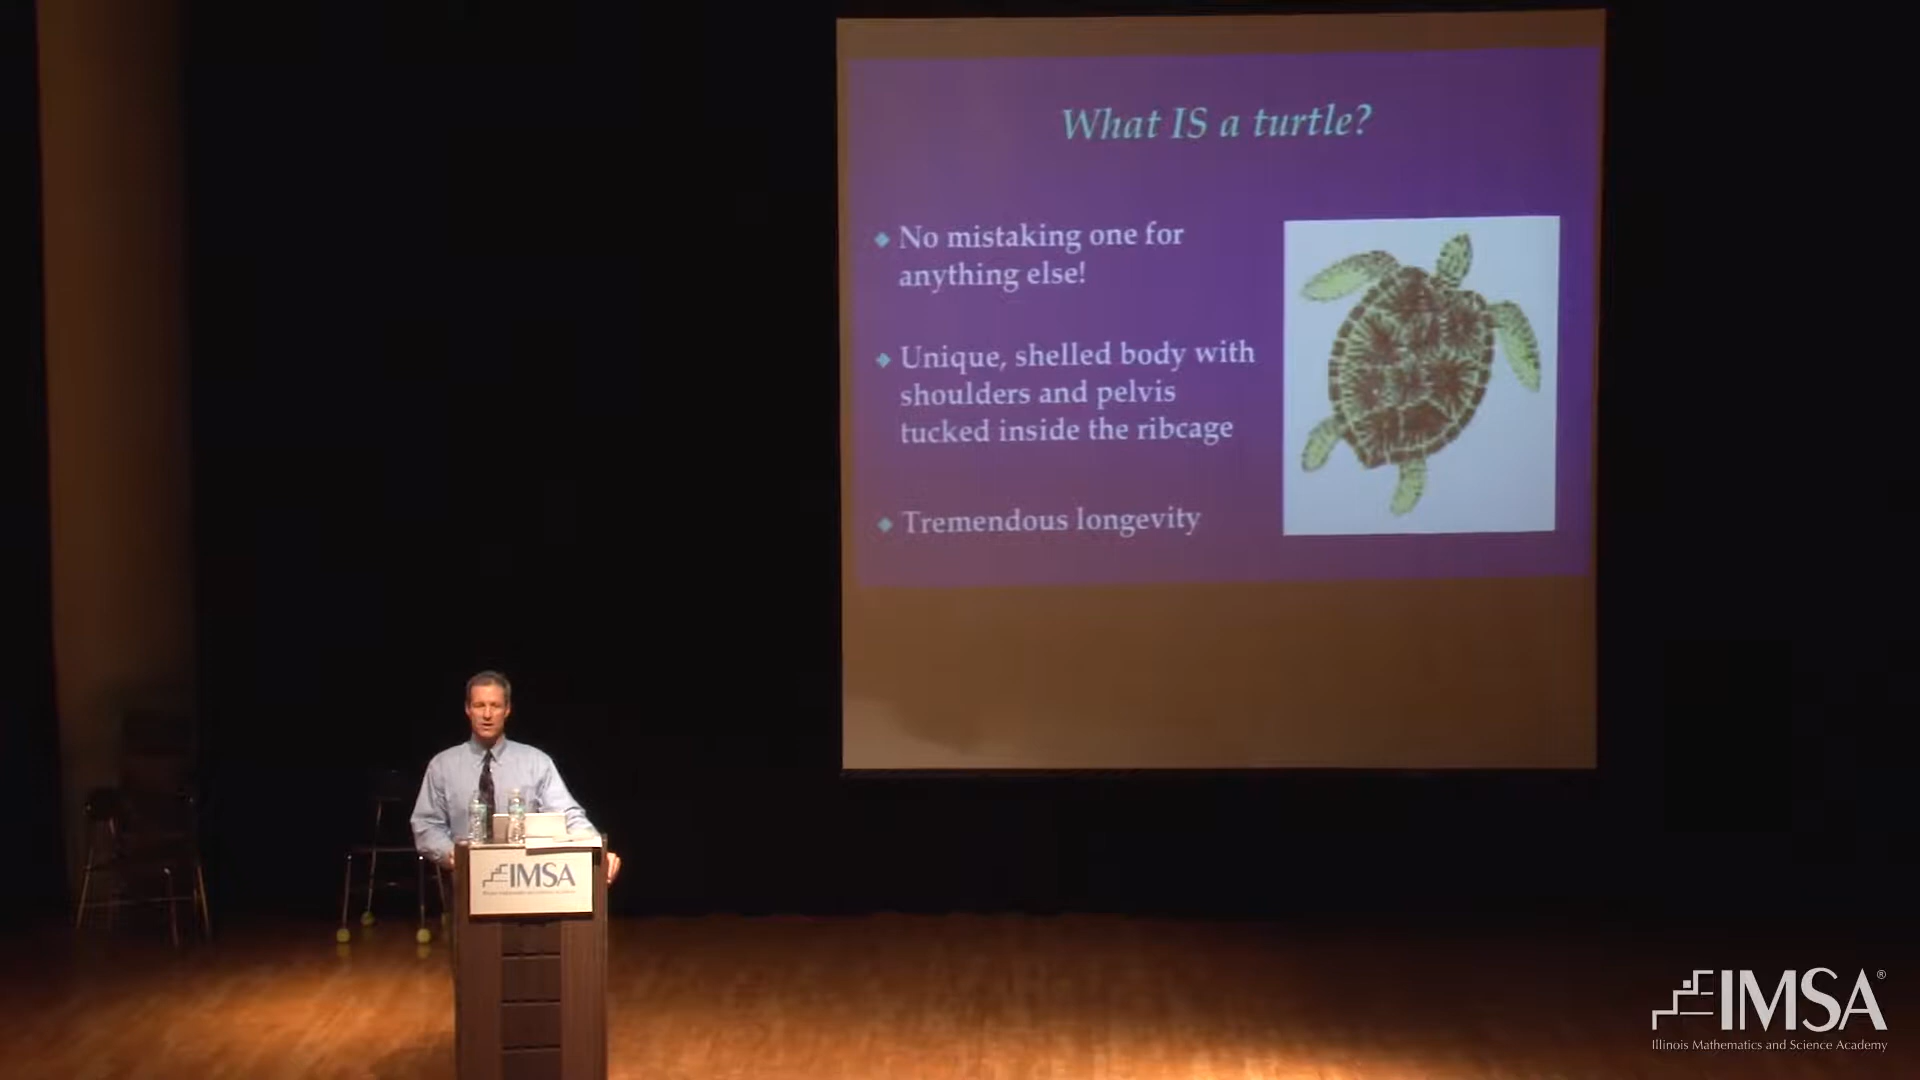 What IS a turtle?
No mistaking one for
anything else!
Unique, shelled body with
shoulders and pelvis
tucked inside the ribcage
Tremendous longevity
IMSA
IMSA®
Illinois Mathematics and Science Academy